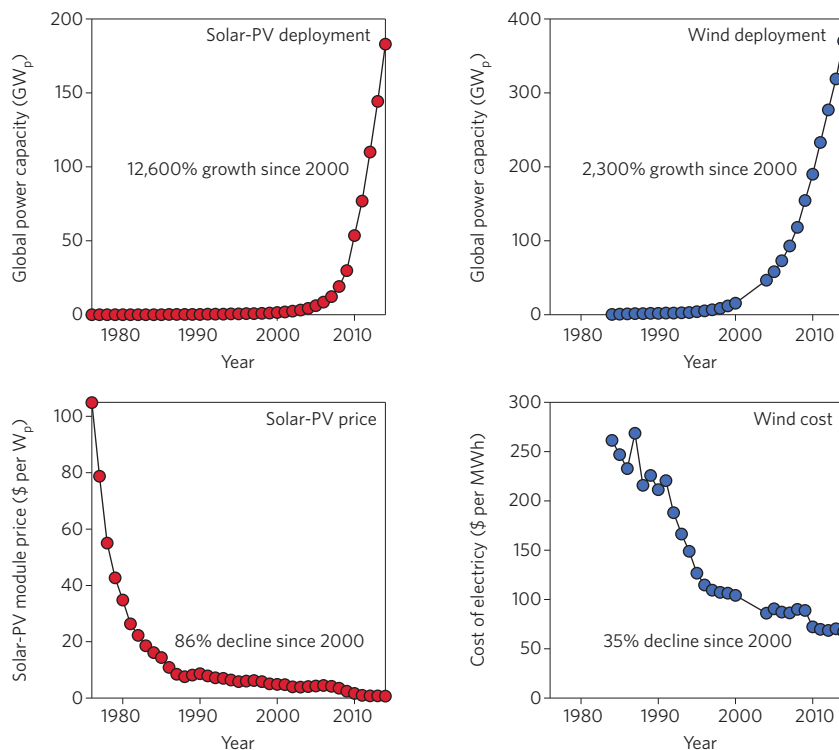 Solar-PV deployment
Global power capacity (GWp)
200
150
100
50
0
12,600% growth since 2000
1980 1990 2000 2010
Year
Wind deployment
Global power capacity (GWp)
400
300
200
100
0
2,300% growth since 2000
1980 1990 2000 2010
Year
Solar-PV price
Solar-PV module price ($ per Wp)
100
80
60
40
20
0
86% decline since 2000
1980 1990 2000 2010
Year
Wind cost
Cost of electricy ($ per MWh)
300
250
200
150
100
50
0
35% decline since 2000
1980 1990 2000 2010
Year